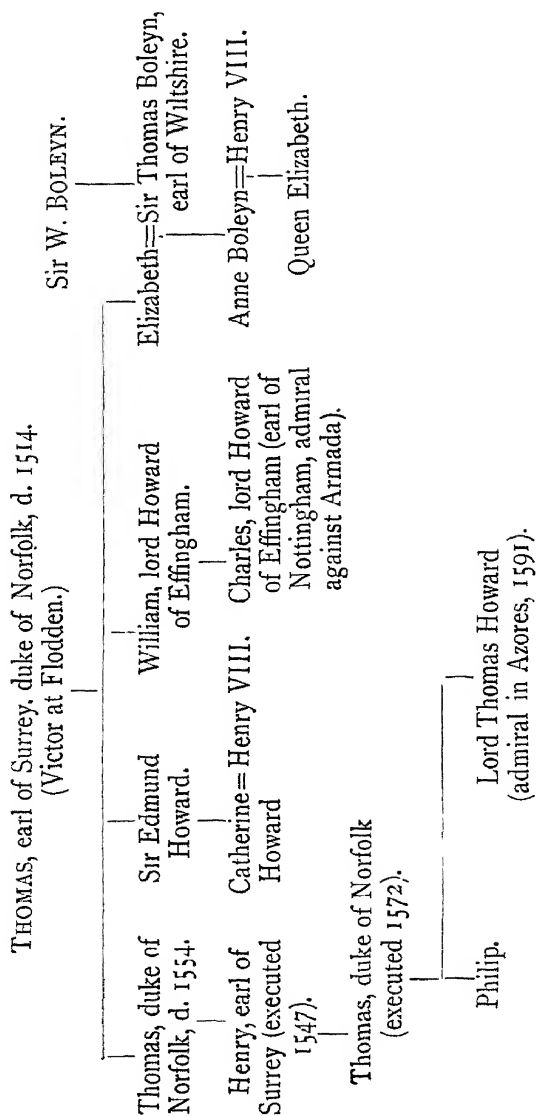 THOMAS, earl of Surrey. duke of Norfolk, d. 1514.
(Victor at Flodden.)
Sir W. BOLEYN.
Thomas, duke of
Norfolk, d. 1554.
Sir Edmund
Howard.
William, lord Howard
of Effingham.
Elizabeth=Sir Thomas Boleyn,
earl of Wiltshire.
Henry, earl of
Surrey (executed
1547).
Catherine=Henry VIII.
Howard
Charles, lord Howard
of Effingham (earl of
Nottingham, admiral
against Armada).
Anne Boleyn=Henry VIII.
Queen Elizabeth.
Thomas, duke of Norfolk
(executed 1572).
Philip.
Lord Thomas Howard
(admiral in Azores, 1591).